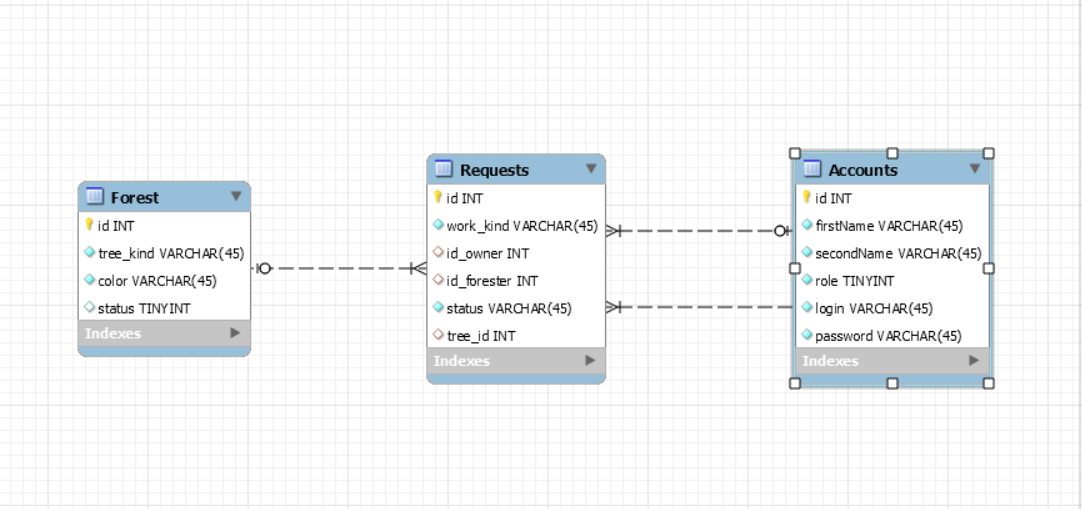 Forest
id INT
tree_kind VARCHAR(45)
color VARCHAR(45)
status TINYINT
Indexes
Requests
id INT
work_kind VARCHAR(45)
id_owner INT
id_forester INT
status VARCHAR(45)
tree_id INT
Indexes
Accounts
id INT
firstName VARCHAR(45)
secondName VARCHAR(45)
role TINYINT
login VARCHAR(45)
password VARCHAR(45)
Indexes